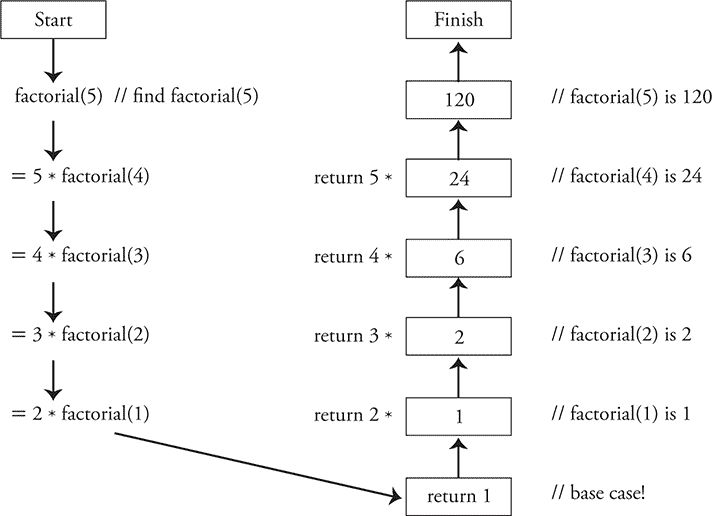 Start
factorial(5) // find factorial(5)
= 5 * factorial(4)
= 4 * factorial(3)
= 3 * factorial(2)
= 2 * factorial(1)
Finish
120 // factorial(5) is 120
return 5 * 24 // factorial(4) is 24
return 4 * 6 // factorial(3) is 6
return 3 * 2 // factorial(2) is 2
return 2 * 1 // factorial(1) is 1
return 1 // base case!